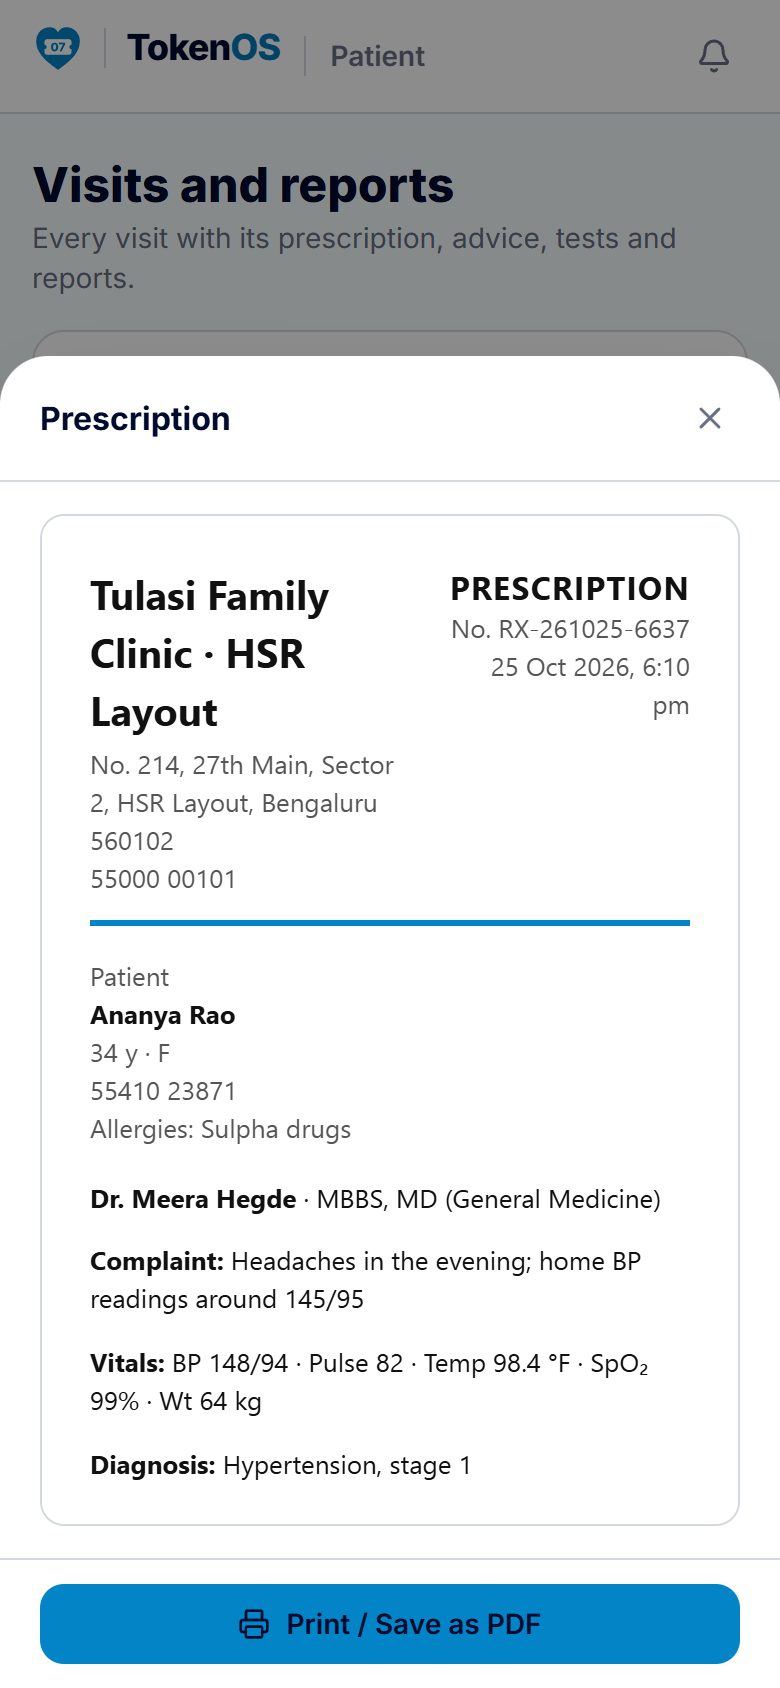 07
TokenOS
Patient
Visits and reports
Every visit with its prescription, advice, tests and
reports.
Prescription
Tulasi Family
Clinic · HSR
Layout
No. 214, 27th Main, Sector
2, HSR Layout, Bengaluru
560102
55000 00101
PRESCRIPTION
No. RX-261025-6637
25 Oct 2026, 6:10
pm
Patient
Ananya Rao
34 y · F
55410 23871
Allergies: Sulpha drugs
Dr. Meera Hegde · MBBS, MD (General Medicine)
Complaint: Headaches in the evening; home BP
readings around 145/95
Vitals: BP 148/94 · Pulse 82 · Temp 98.4 °F · SpO₂
99% · Wt 64 kg
Diagnosis: Hypertension, stage 1
Print / Save as PDF